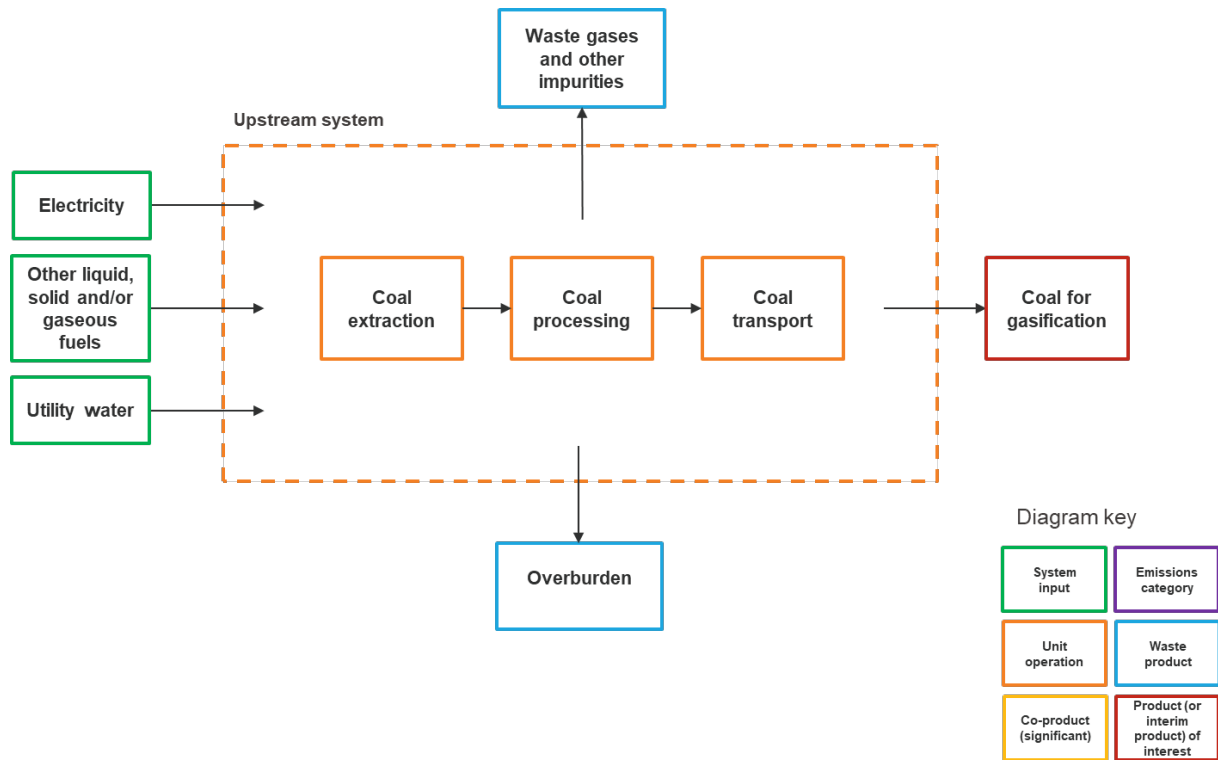 Waste gases
and other
impurities
Upstream system
Electricity
Other liquid,
solid and/or
gaseous
fuels
Utility water
Coal
extraction
Coal
processing
Coal
transport
Coal for
gasification
Overburden
Diagram key
System
input
Emissions
category
Unit
operation
Waste
product
Co-product
(significant)
Product (or
interim
product) of
interest